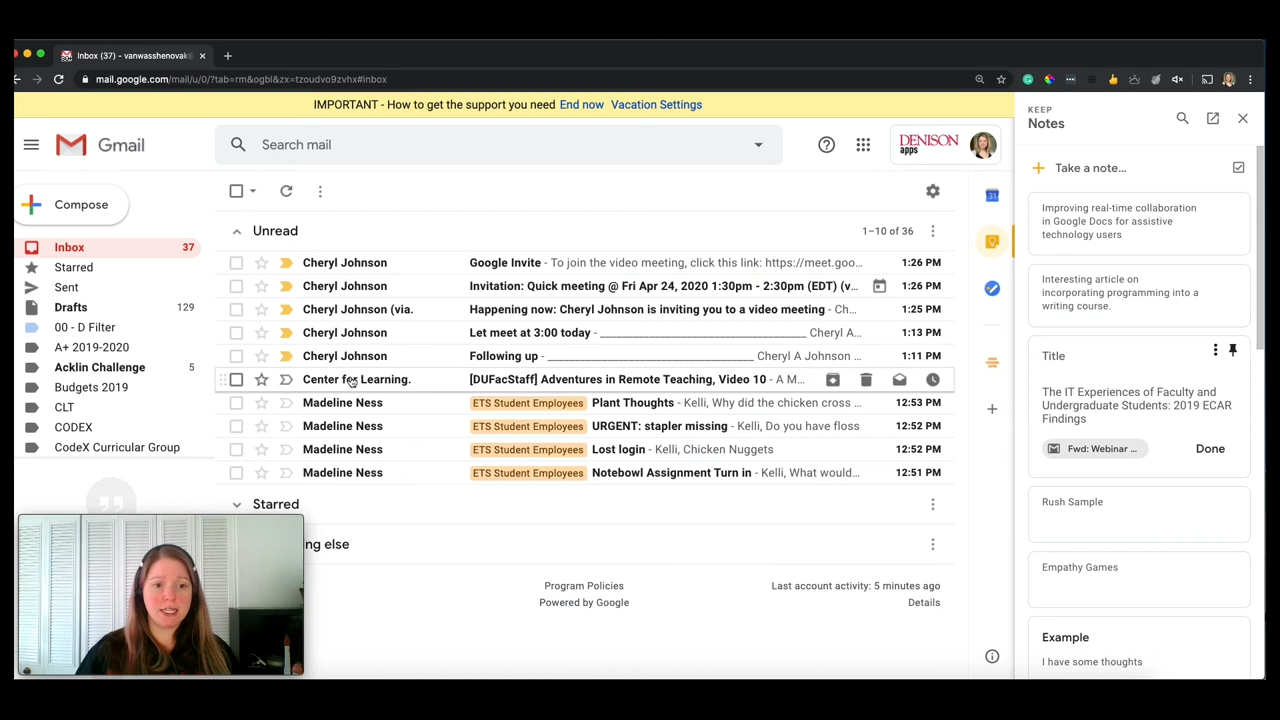 Inbox (37) - vanwasshenovak@
mail.google.com/mail/u/0/?tab=rm&ogbl&zx=tzoudvo9zvhx#inbox
IMPORTANT - How to get the support you need End now Vacation Settings
Gmail
Search mail
DENISON
apps
KEEP
Notes
Compose
Inbox 37
Starred
Sent
Drafts 129
00 - D Filter
A+ 2019-2020
Acklin Challenge 5
Budgets 2019
CLT
CODEX
CodeX Curricular Group
Unread 1–10 of 36
Cheryl Johnson Google Invite - To join the video meeting, click this link: https://meet.goo... 1:26 PM
Cheryl Johnson Invitation: Quick meeting @ Fri Apr 24, 2020 1:30pm - 2:30pm (EDT) (v... 1:26 PM
Cheryl Johnson (via. Happening now: Cheryl Johnson is inviting you to a video meeting - Ch... 1:25 PM
Cheryl Johnson Let meet at 3:00 today - ______________________________ Cheryl A... 1:13 PM
Cheryl Johnson Following up - ______________________________ Cheryl A Johnson ... 1:11 PM
Center for Learning. [DUFacStaff] Adventures in Remote Teaching, Video 10 - A M...
Madeline Ness ETS Student Employees Plant Thoughts - Kelli, Why did the chicken cross ... 12:53 PM
Madeline Ness ETS Student Employees URGENT: stapler missing - Kelli, Do you have floss 12:52 PM
Madeline Ness ETS Student Employees Lost login - Kelli, Chicken Nuggets 12:52 PM
Madeline Ness ETS Student Employees Notebowl Assignment Turn in - Kelli, What would... 12:51 PM
Starred
ng else
Program Policies
Powered by Google
Last account activity: 5 minutes ago
Details
31
Take a note...
Improving real-time collaboration
in Google Docs for assistive
technology users
Interesting article on
incorporating programming into a
writing course.
Title
The IT Experiences of Faculty and
Undergraduate Students: 2019 ECAR
Findings
Fwd: Webinar ... Done
Rush Sample
Empathy Games
Example
I have some thoughts